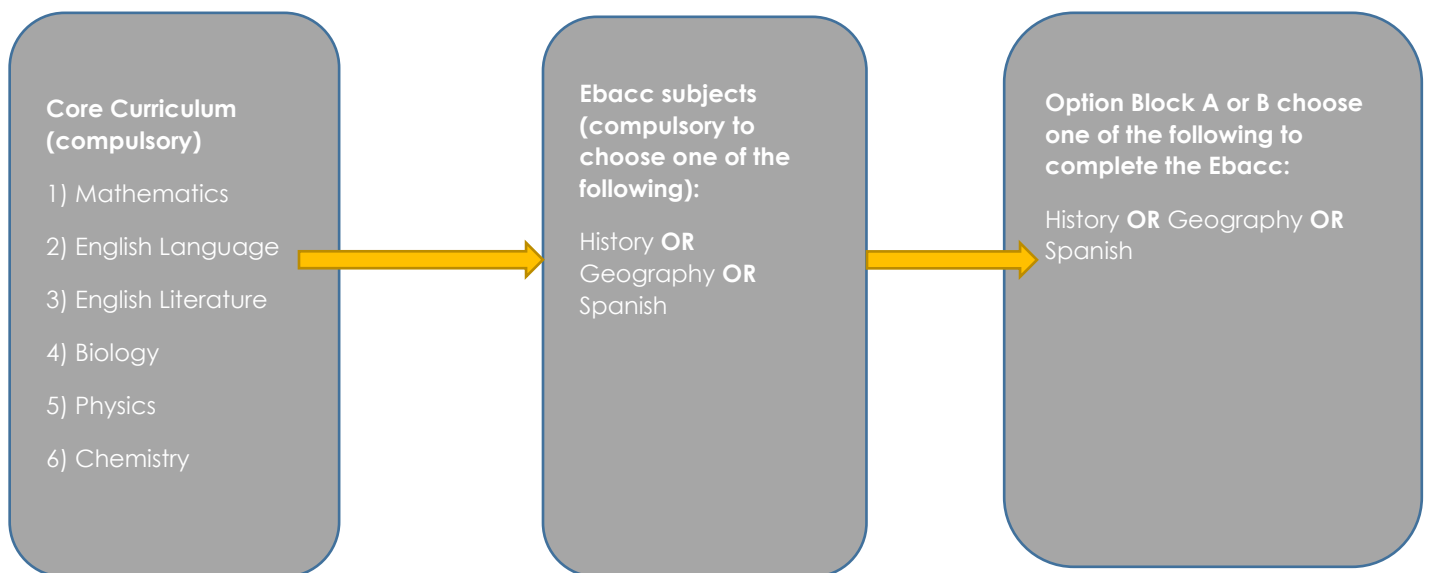 Core Curriculum
(compulsory)
1) Mathematics
2) English Language
3) English Literature
4) Biology
5) Physics
6) Chemistry
Ebacc subjects
(compulsory to
choose one of the
following):
History OR
Geography OR
Spanish
Option Block A or B choose
one of the following to
complete the Ebacc:
History OR Geography OR
Spanish